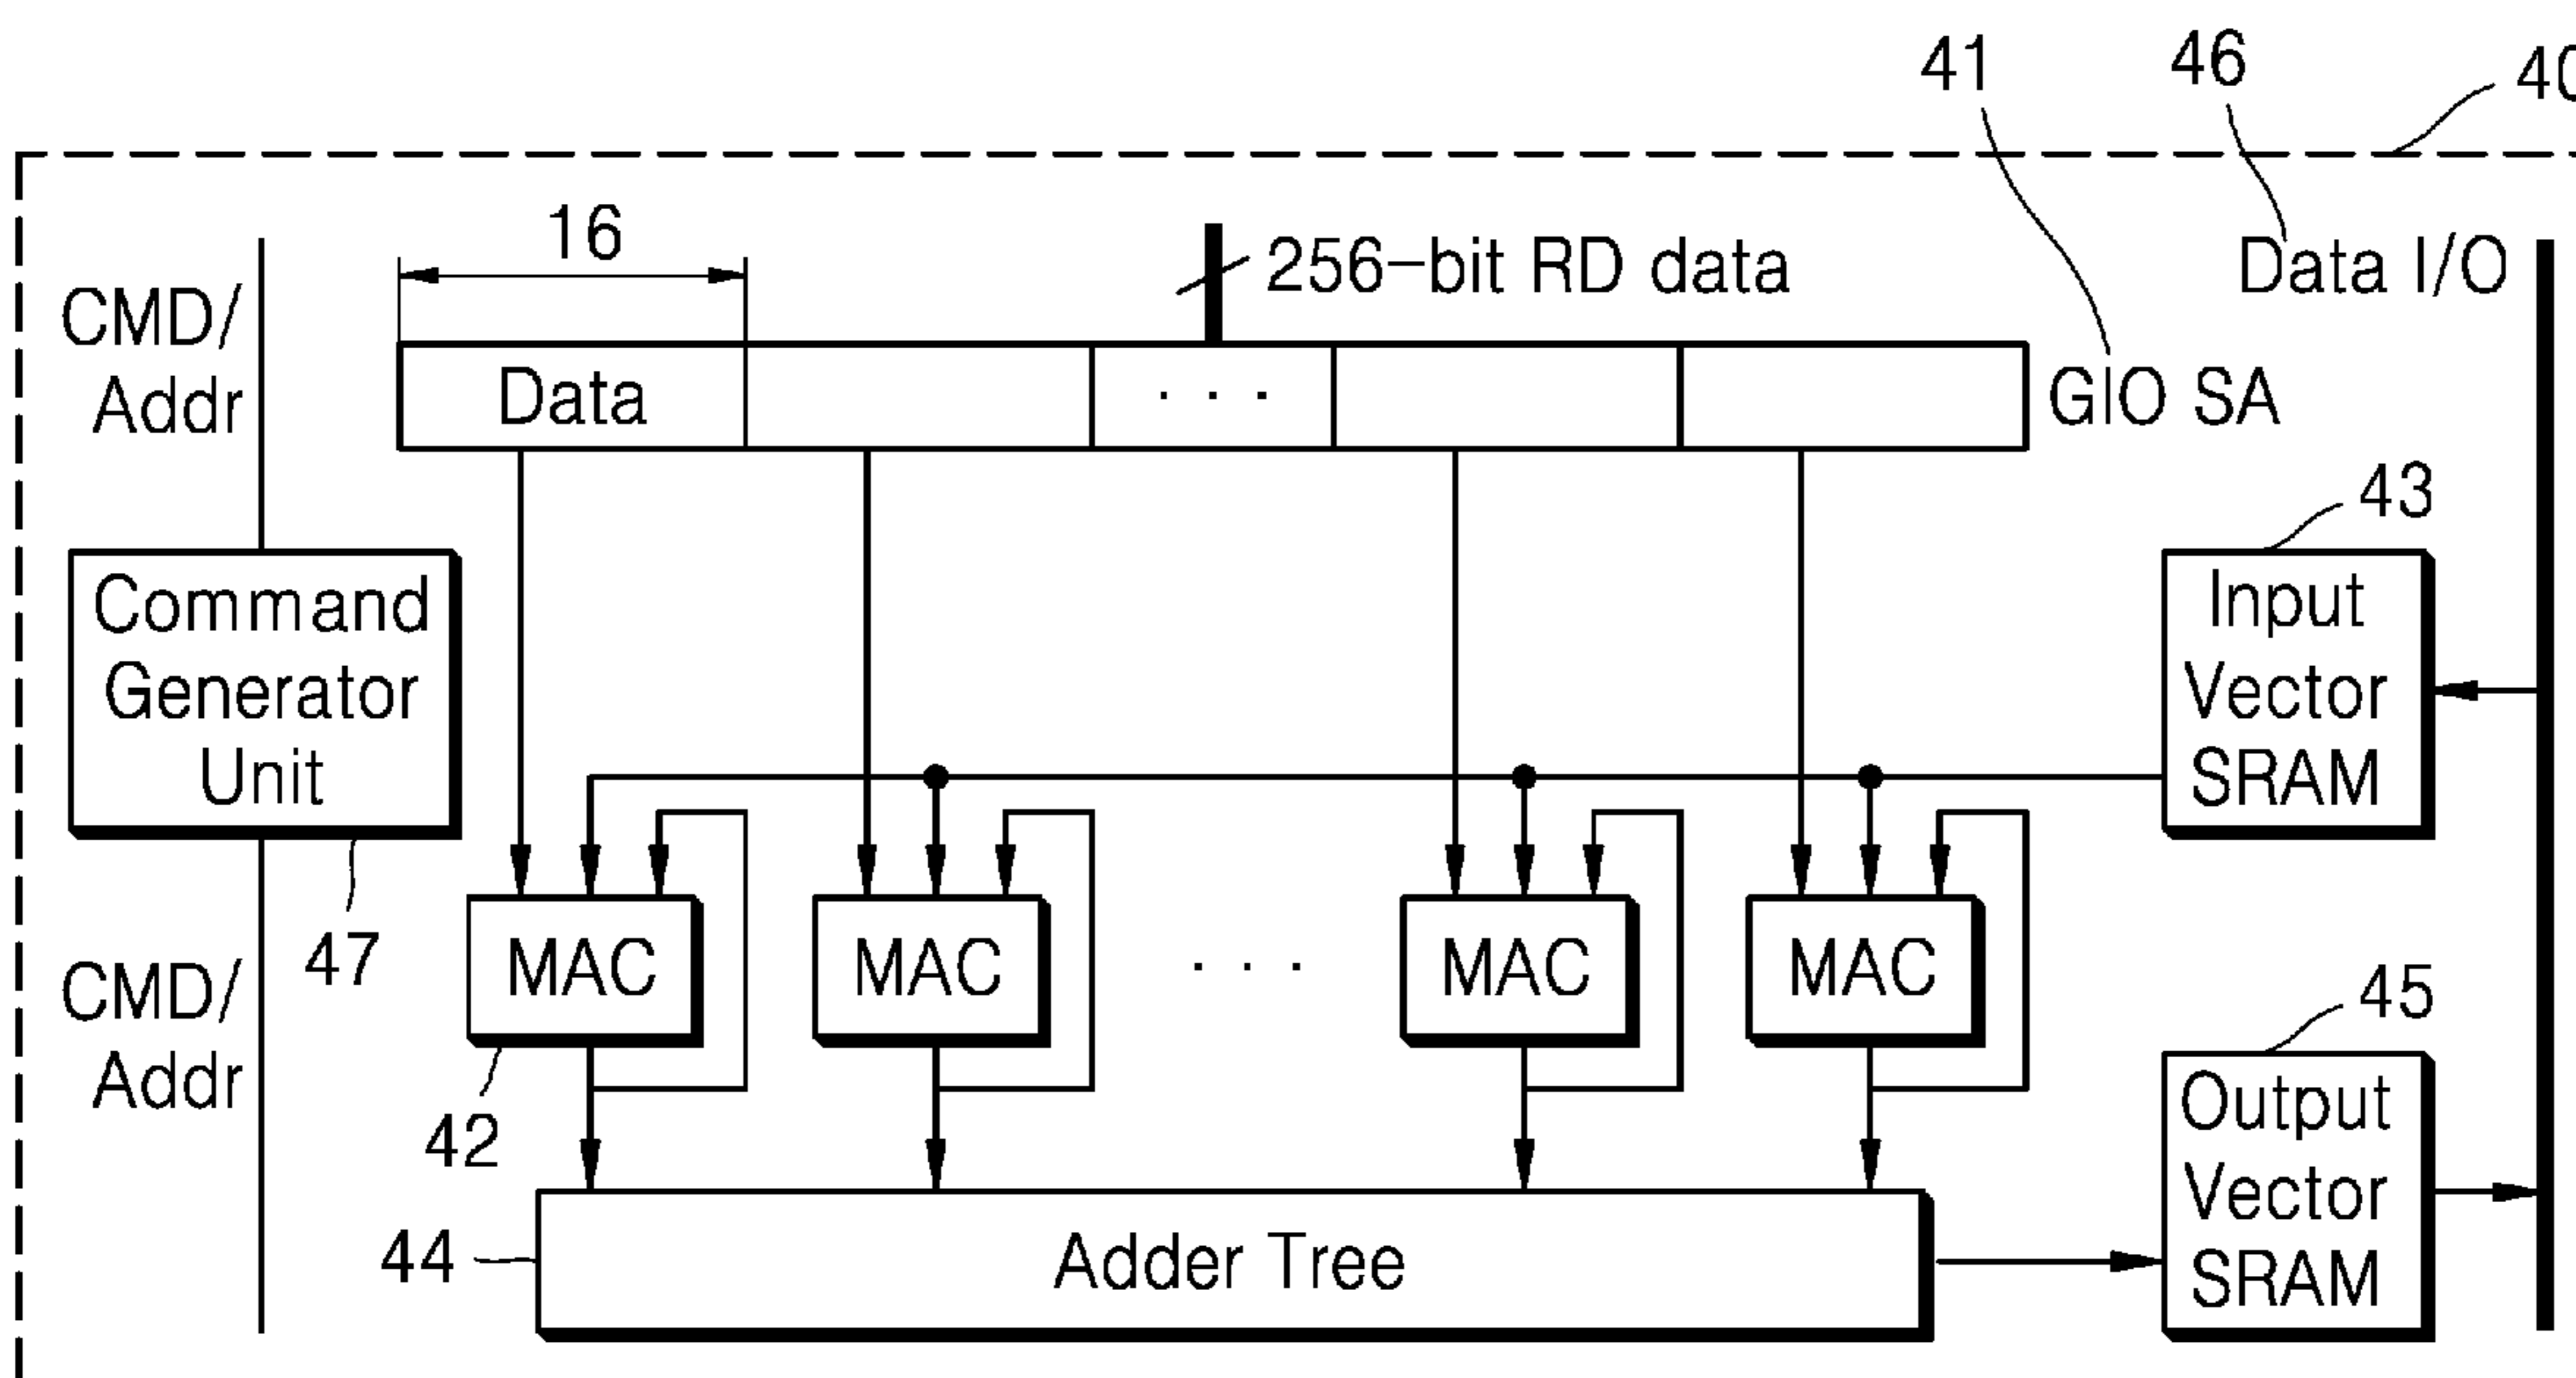 41
46
40
16
256-bit RD data
Data I/O
CMD/
Addr
Data
· · ·
GIO SA
43
Command
Generator
Unit
Input
Vector
SRAM
47
MAC
MAC
· · ·
MAC
MAC
CMD/
Addr
42
45
Output
Vector
SRAM
44
Adder Tree